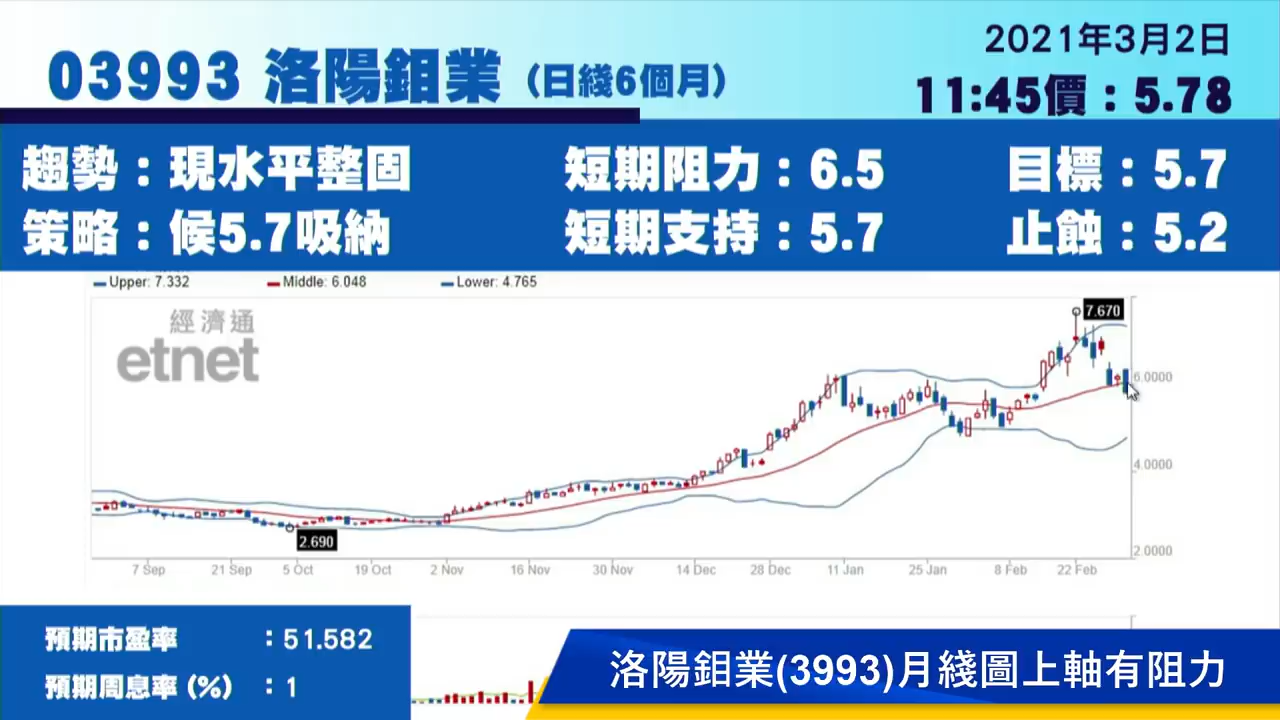 03993 洛陽鉬業 (日綫6個月)
2021年3月2日
11:45價：5.78
趨勢：現水平整固
短期阻力：6.5
目標：5.7
策略：候5.7吸納
短期支持：5.7
止蝕：5.2
Upper: 7.332 Middle: 6.048 Lower: 4.765
經濟通
etnet
7.670
6.0000
4.0000
2.690
2.0000
7 Sep 21 Sep 5 Oct 19 Oct 2 Nov 16 Nov 30 Nov 14 Dec 28 Dec 11 Jan 25 Jan 8 Feb 22 Feb
預期市盈率 ：51.582
預期周息率 (%) ：1
洛陽鉬業(3993)月綫圖上軸有阻力